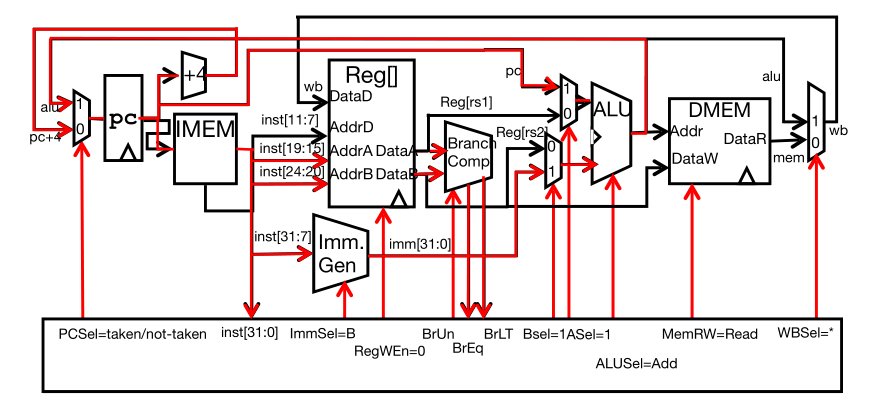 Reg[]
+4
wb
alu
pc
alu
DataD
1
pc
1
ALU
DMEM
1
0
IMEM
inst[11:7]
AddrD
Reg[rs1]
0
Addr
pc+4
0
wb
inst[19:15]
AddrA DataA
Branch
Comp
Reg[rs2]
0
DataR
mem
inst[24:20]
AddrB DataB
1
DataW
inst[31:7]
Imm.
Gen
imm[31:0]
PCSel=taken/not-taken
inst[31:0]
ImmSel=B
RegWEn=0
BrUn
BrEq
BrLT
Bsel=1
ASel=1
ALUSel=Add
MemRW=Read
WBSel=*